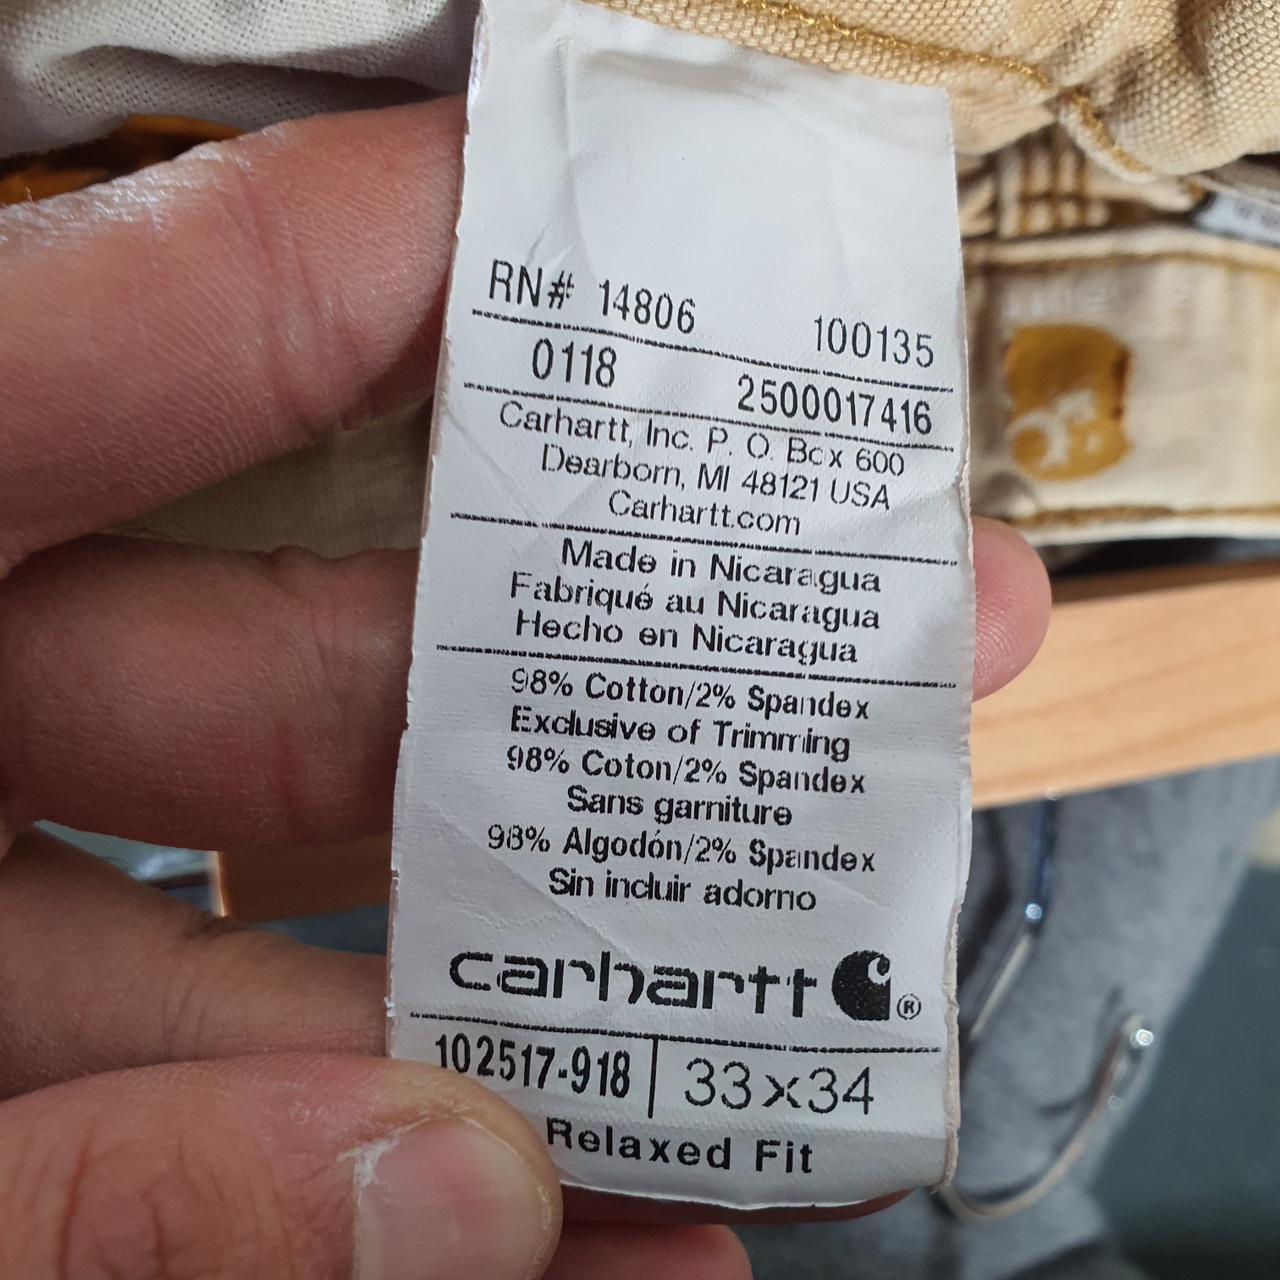 RN# 14806 100135
0118 2500017416
Carhartt, Inc. P. O. Box 600
Dearborn, MI 48121 USA
Carhartt.com
Made in Nicaragua
Fabriqué au Nicaragua
Hecho en Nicaragua
98% Cotton/2% Spandex
Exclusive of Trimming
98% Coton/2% Spandex
Sans garniture
98% Algodón/2% Spandex
Sin incluir adorno
carhartt ®
102517-918 | 33x34
Relaxed Fit